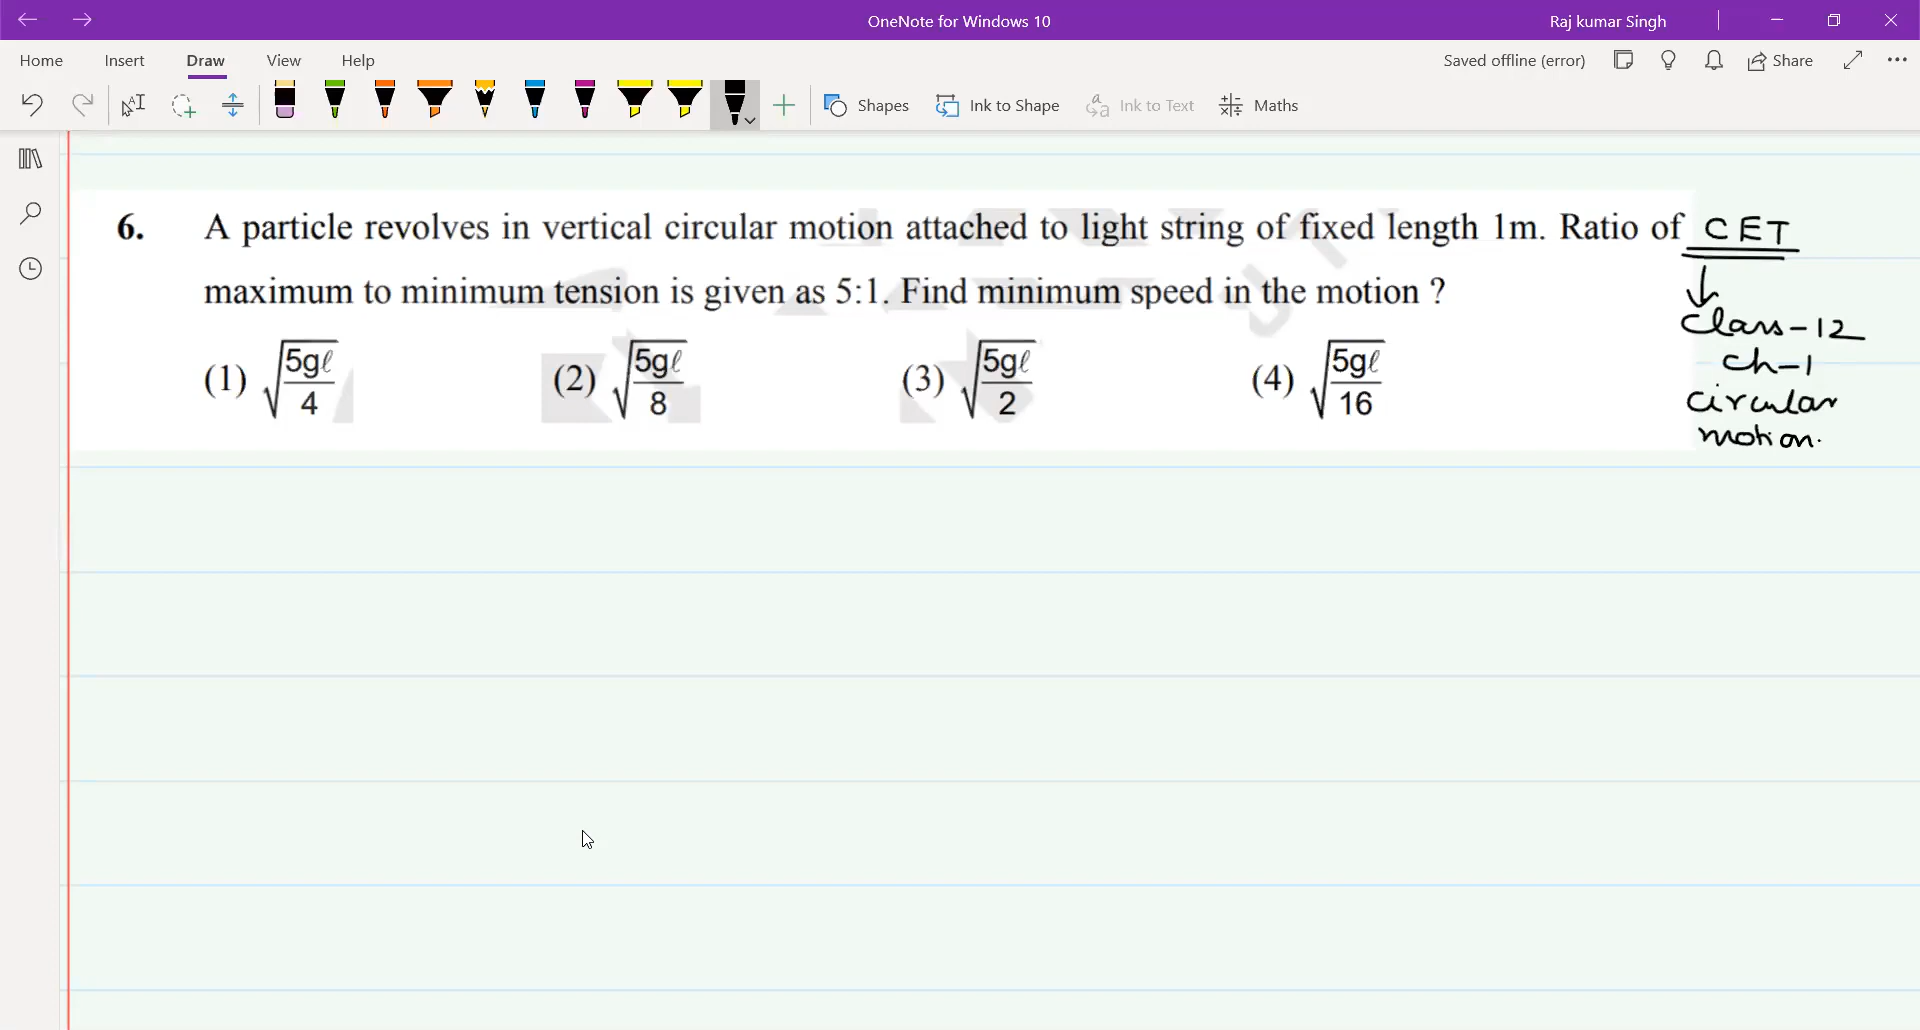 OneNote for Windows 10
Raj kumar Singh
Home Insert Draw View Help
Saved offline (error) Share
Shapes Ink to Shape Ink to Text Maths
6. A particle revolves in vertical circular motion attached to light string of fixed length 1m. Ratio of
maximum to minimum tension is given as 5:1. Find minimum speed in the motion ?
(1) √(5gℓ/4) (2) √(5gℓ/8) (3) √(5gℓ/2) (4) √(5gℓ/16)
CET
↓
Class-12
ch-1
circular
motion.